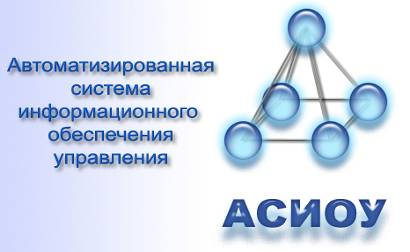 Автоматизированная
система
информационного
обеспечения
управления
АСИОУ